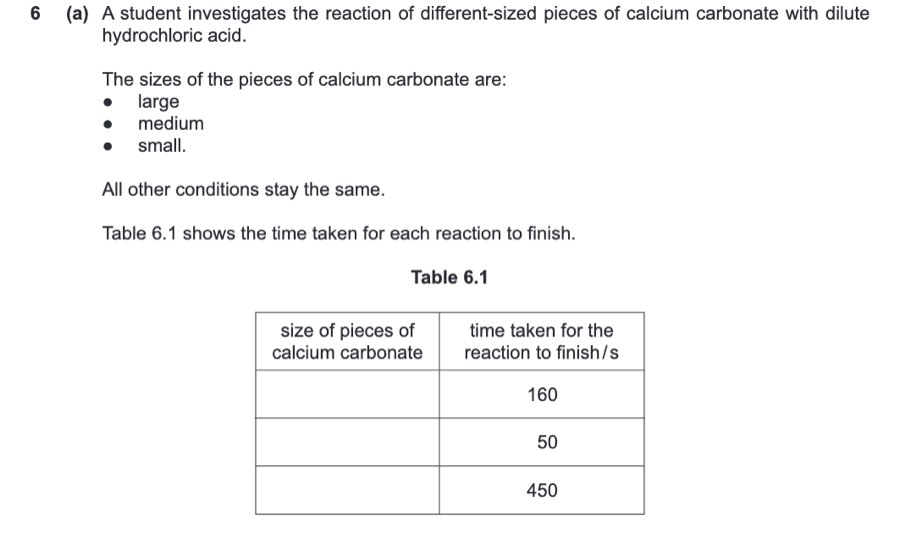 6 (a) A student investigates the reaction of different-sized pieces of calcium carbonate with dilute
hydrochloric acid.
The sizes of the pieces of calcium carbonate are:
• large
• medium
• small.
All other conditions stay the same.
Table 6.1 shows the time taken for each reaction to finish.
Table 6.1
size of pieces of calcium carbonate
time taken for the reaction to finish/s
160
50
450